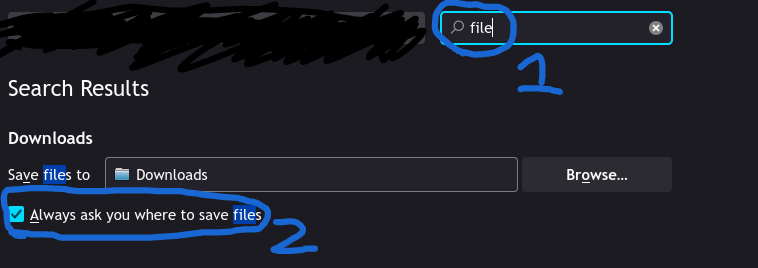 file
1
Search Results
Downloads
Save files to Downloads Browse...
Always ask you where to save files
2